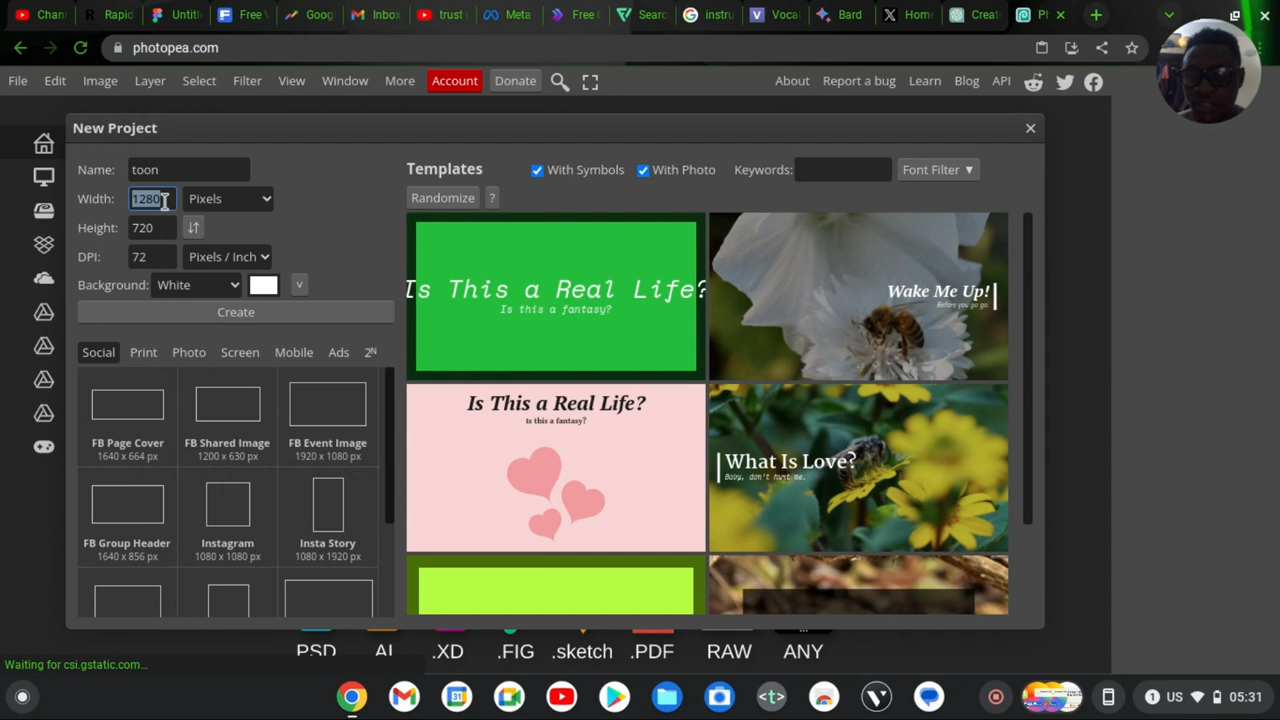 Chan
Rapid
Untitl
Free V
Goog
Inbox
trust
Meta
Free C
Searc
instru
Vocal
Bard
Home
Creat
Ph
photopea.com
File Edit Image Layer Select Filter View Window More Account Donate About Report a bug Learn Blog API
New Project
Name: toon
Width: 1280 Pixels
Height: 720
DPI: 72 Pixels / Inch
Background: White v
Create
Social Print Photo Screen Mobile Ads 2ᴺ
FB Page Cover
1640 x 664 px
FB Shared Image
1200 x 630 px
FB Event Image
1920 x 1080 px
FB Group Header
1640 x 856 px
Instagram
1080 x 1080 px
Insta Story
1080 x 1920 px
Templates With Symbols With Photo Keywords: Font Filter ▼
Randomize ?
Is This a Real Life?
Is this a fantasy?
Wake Me Up!
Before you go go.
Is This a Real Life?
Is this a fantasy?
What Is Love?
Baby, don't hurt me.
PSD .AI .XD .FIG .sketch .PDF RAW ANY
Waiting for csi.gstatic.com...
31
1 US 05:31